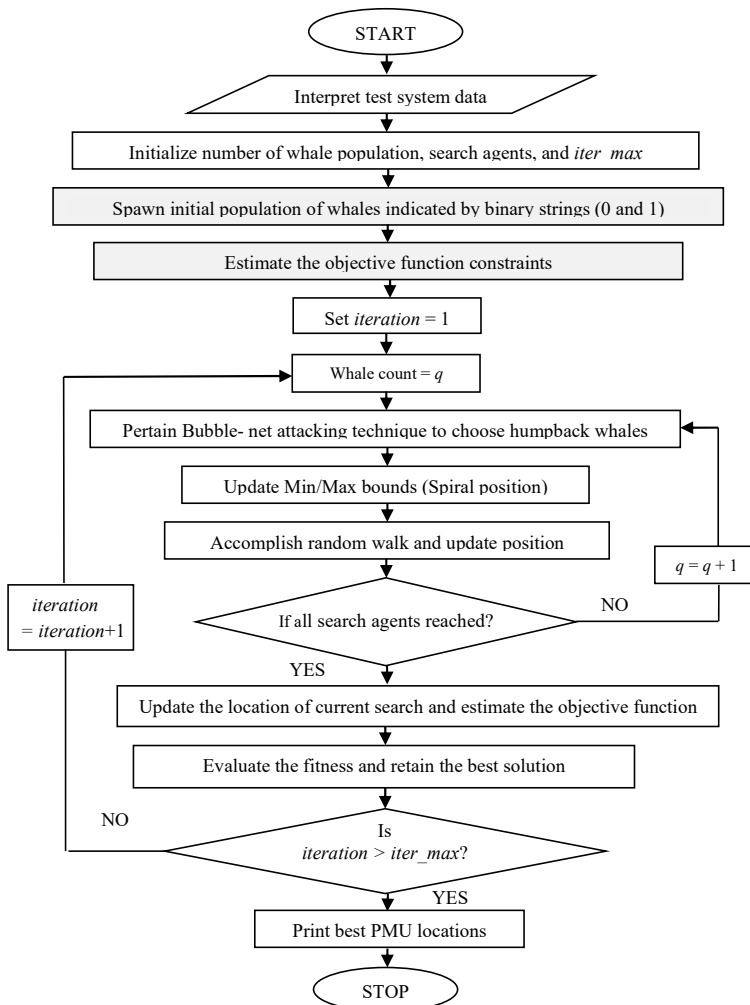 START
Interpret test system data
Initialize number of whale population, search agents, and iter_max
Spawn initial population of whales indicated by binary strings (0 and 1)
Estimate the objective function constraints
Set iteration = 1
Whale count = q
Pertain Bubble- net attacking technique to choose humpback whales
Update Min/Max bounds (Spiral position)
Accomplish random walk and update position
q = q + 1
iteration
= iteration+1
If all search agents reached?
NO
YES
Update the location of current search and estimate the objective function
Evaluate the fitness and retain the best solution
NO
Is
iteration > iter_max?
YES
Print best PMU locations
STOP